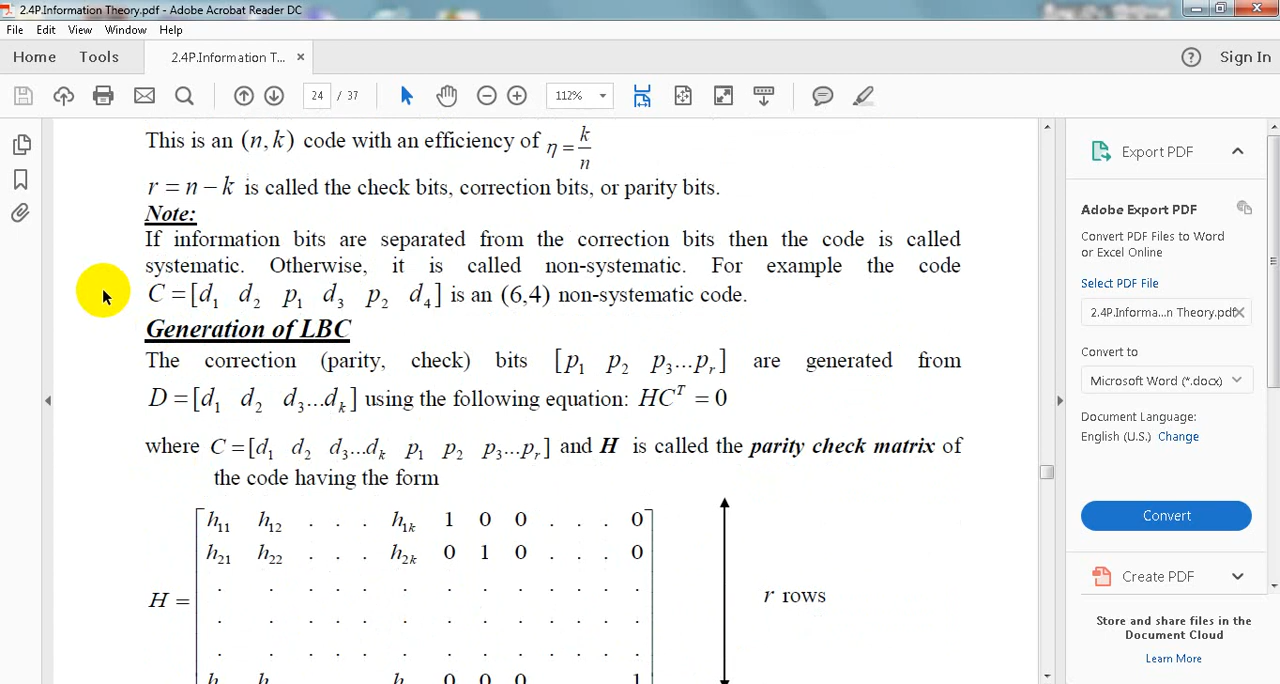 2.4P.Information Theory.pdf - Adobe Acrobat Reader DC
File Edit View Window Help
Home Tools 2.4P.Information T... × Sign In
24 / 37 112%
This is an (n, k) code with an efficiency of η = k/n
r = n − k is called the check bits, correction bits, or parity bits.
Note:
If information bits are separated from the correction bits then the code is called
systematic. Otherwise, it is called non-systematic. For example the code
C = [d₁ d₂ p₁ d₃ p₂ d₄] is an (6,4) non-systematic code.
Generation of LBC
The correction (parity, check) bits [p₁ p₂ p₃...pᵣ] are generated from
D = [d₁ d₂ d₃...dₖ] using the following equation: HCᵀ = 0
where C = [d₁ d₂ d₃...dₖ p₁ p₂ p₃...pᵣ] and H is called the parity check matrix of
the code having the form
h₁₁ h₁₂ . . . h₁ₖ 1 0 0 . . . 0
h₂₁ h₂₂ . . . h₂ₖ 0 1 0 . . . 0
. . . . . . . . . . . .
H = r rows
. . . . . . . . . . . .
. . . . . . . . . . . .
h h h 0 0 0 1
Export PDF
Adobe Export PDF
Convert PDF Files to Word
or Excel Online
Select PDF File
2.4P.Informa...n Theory.pdf ×
Convert to
Microsoft Word (*.docx)
Document Language:
English (U.S.) Change
Convert
Create PDF
Store and share files in the
Document Cloud
Learn More